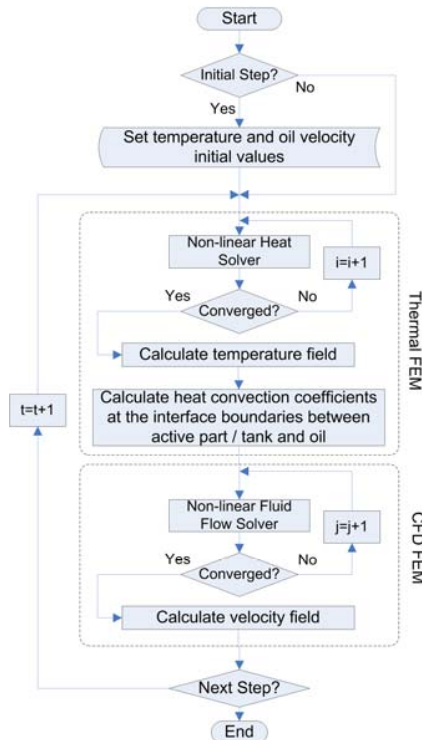 Start
Initial Step?
No
Yes
Set temperature and oil velocity
initial values
Non-linear Heat
Solver
i=i+1
Yes
Converged?
No
Calculate temperature field
Calculate heat convection coefficients
at the interface boundaries between
active part / tank and oil
Thermal FEM
t=t+1
Non-linear Fluid
Flow Solver
j=j+1
Yes
Converged?
No
Calculate velocity field
CFD FEM
Next Step?
End